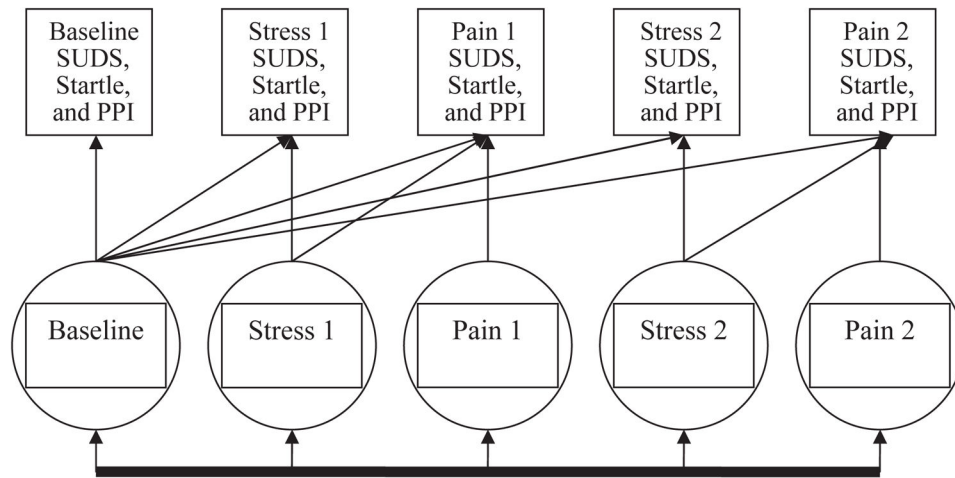 Baseline
SUDS,
Startle,
and PPI
Stress 1
SUDS,
Startle,
and PPI
Pain 1
SUDS,
Startle,
and PPI
Stress 2
SUDS,
Startle,
and PPI
Pain 2
SUDS,
Startle,
and PPI
Baseline
Stress 1
Pain 1
Stress 2
Pain 2